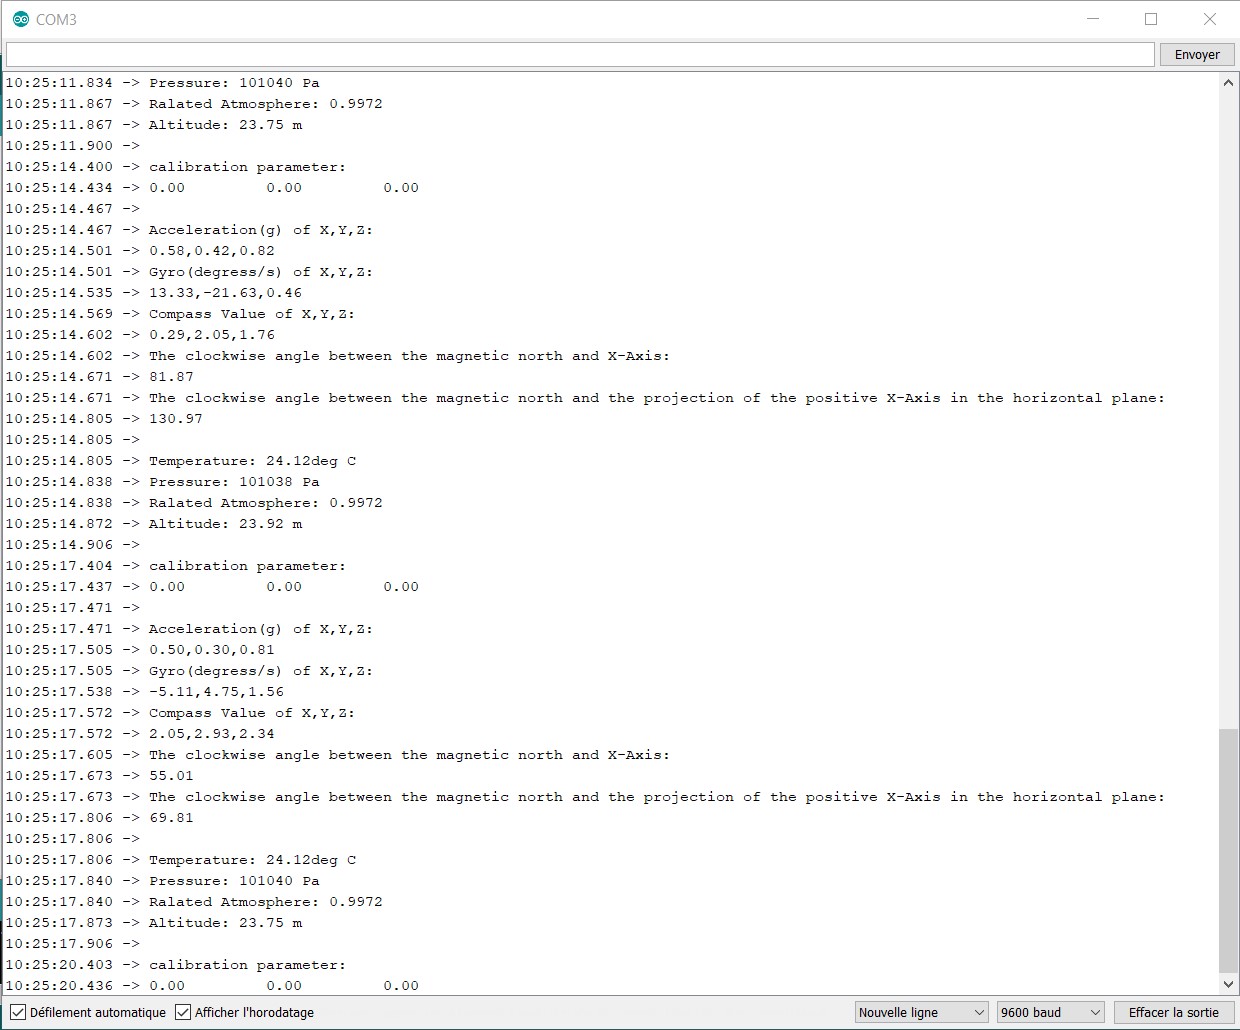 COM3
Envoyer
10:25:11.834 -> Pressure: 101040 Pa
10:25:11.867 -> Ralated Atmosphere: 0.9972
10:25:11.867 -> Altitude: 23.75 m
10:25:11.900 ->
10:25:14.400 -> calibration parameter:
10:25:14.434 -> 0.00         0.00         0.00
10:25:14.467 ->
10:25:14.467 -> Acceleration(g) of X,Y,Z:
10:25:14.501 -> 0.58,0.42,0.82
10:25:14.501 -> Gyro(degress/s) of X,Y,Z:
10:25:14.535 -> 13.33,-21.63,0.46
10:25:14.569 -> Compass Value of X,Y,Z:
10:25:14.602 -> 0.29,2.05,1.76
10:25:14.602 -> The clockwise angle between the magnetic north and X-Axis:
10:25:14.671 -> 81.87
10:25:14.671 -> The clockwise angle between the magnetic north and the projection of the positive X-Axis in the horizontal plane:
10:25:14.805 -> 130.97
10:25:14.805 ->
10:25:14.805 -> Temperature: 24.12deg C
10:25:14.838 -> Pressure: 101038 Pa
10:25:14.838 -> Ralated Atmosphere: 0.9972
10:25:14.872 -> Altitude: 23.92 m
10:25:14.906 ->
10:25:17.404 -> calibration parameter:
10:25:17.437 -> 0.00         0.00         0.00
10:25:17.471 ->
10:25:17.471 -> Acceleration(g) of X,Y,Z:
10:25:17.505 -> 0.50,0.30,0.81
10:25:17.505 -> Gyro(degress/s) of X,Y,Z:
10:25:17.538 -> -5.11,4.75,1.56
10:25:17.572 -> Compass Value of X,Y,Z:
10:25:17.572 -> 2.05,2.93,2.34
10:25:17.605 -> The clockwise angle between the magnetic north and X-Axis:
10:25:17.673 -> 55.01
10:25:17.673 -> The clockwise angle between the magnetic north and the projection of the positive X-Axis in the horizontal plane:
10:25:17.806 -> 69.81
10:25:17.806 ->
10:25:17.806 -> Temperature: 24.12deg C
10:25:17.840 -> Pressure: 101040 Pa
10:25:17.840 -> Ralated Atmosphere: 0.9972
10:25:17.873 -> Altitude: 23.75 m
10:25:17.906 ->
10:25:20.403 -> calibration parameter:
10:25:20.436 -> 0.00         0.00         0.00
Défilement automatique Afficher l'horodatage Nouvelle ligne 9600 baud Effacer la sortie